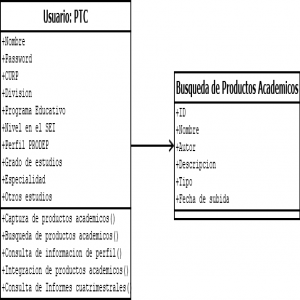 Usuario: PTC
+Nombre
+Password
+CURP
+Division
+Programa Educativo
+Nivel en el SEI
+Perfil PRODEP
+Grado de estudios
+Especialidad
+Otros estudios
+Captura de productos academicos()
+Busqueda de productos academicos()
+Consulta de informacion de perfil()
+Integracion de productos academicos()
+Consulta de Informes cuatrimestrales(
Busqueda de Productos Academicos
+ID
+Nombre
+Autor
+Descripcion
+Tipo
+Fecha de subida